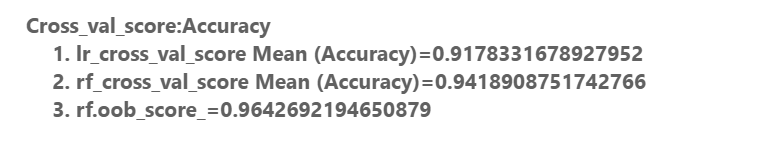 Cross_val_score:Accuracy
1. lr_cross_val_score Mean (Accuracy)=0.9178331678927952
2. rf_cross_val_score Mean (Accuracy)=0.9418908751742766
3. rf.oob_score_=0.9642692194650879